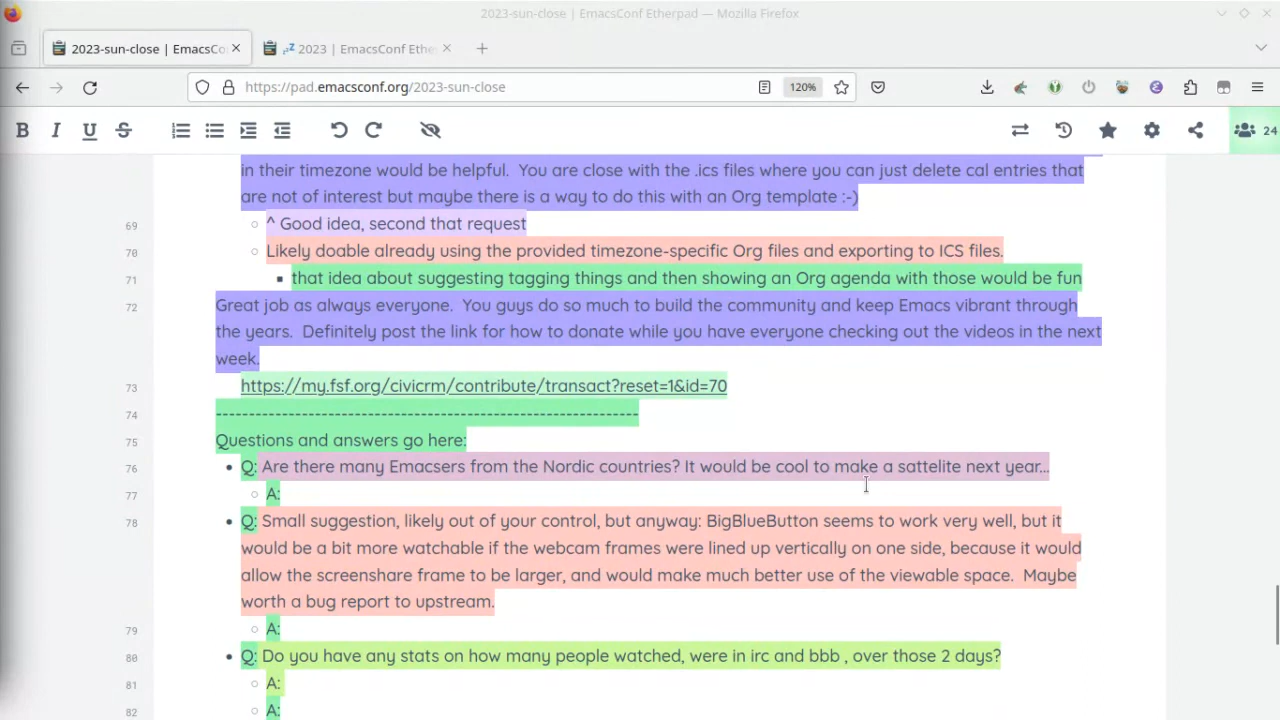 2023-sun-close | EmacsConf Etherpad — Mozilla Firefox
2023-sun-close | EmacsCo
2023 | EmacsConf Ethe
https://pad.emacsconf.org/2023-sun-close
120%
B I U S
24
in their timezone would be helpful.  You are close with the .ics files where you can just delete cal entries that
are not of interest but maybe there is a way to do this with an Org template :-)
69
^ Good idea, second that request
70
Likely doable already using the provided timezone-specific Org files and exporting to ICS files.
71
that idea about suggesting tagging things and then showing an Org agenda with those would be fun
72
Great job as always everyone.  You guys do so much to build the community and keep Emacs vibrant through
the years.  Definitely post the link for how to donate while you have everyone checking out the videos in the next
week.
73
https://my.fsf.org/civicrm/contribute/transact?reset=1&id=70
74
----------------------------------------------------------------
75
Questions and answers go here:
76
Q: Are there many Emacsers from the Nordic countries? It would be cool to make a sattelite next year...
77
A:
78
Q: Small suggestion, likely out of your control, but anyway: BigBlueButton seems to work very well, but it
would be a bit more watchable if the webcam frames were lined up vertically on one side, because it would
allow the screenshare frame to be larger, and would make much better use of the viewable space.  Maybe
worth a bug report to upstream.
79
A:
80
Q: Do you have any stats on how many people watched, were in irc and bbb , over those 2 days?
81
A:
82
A: